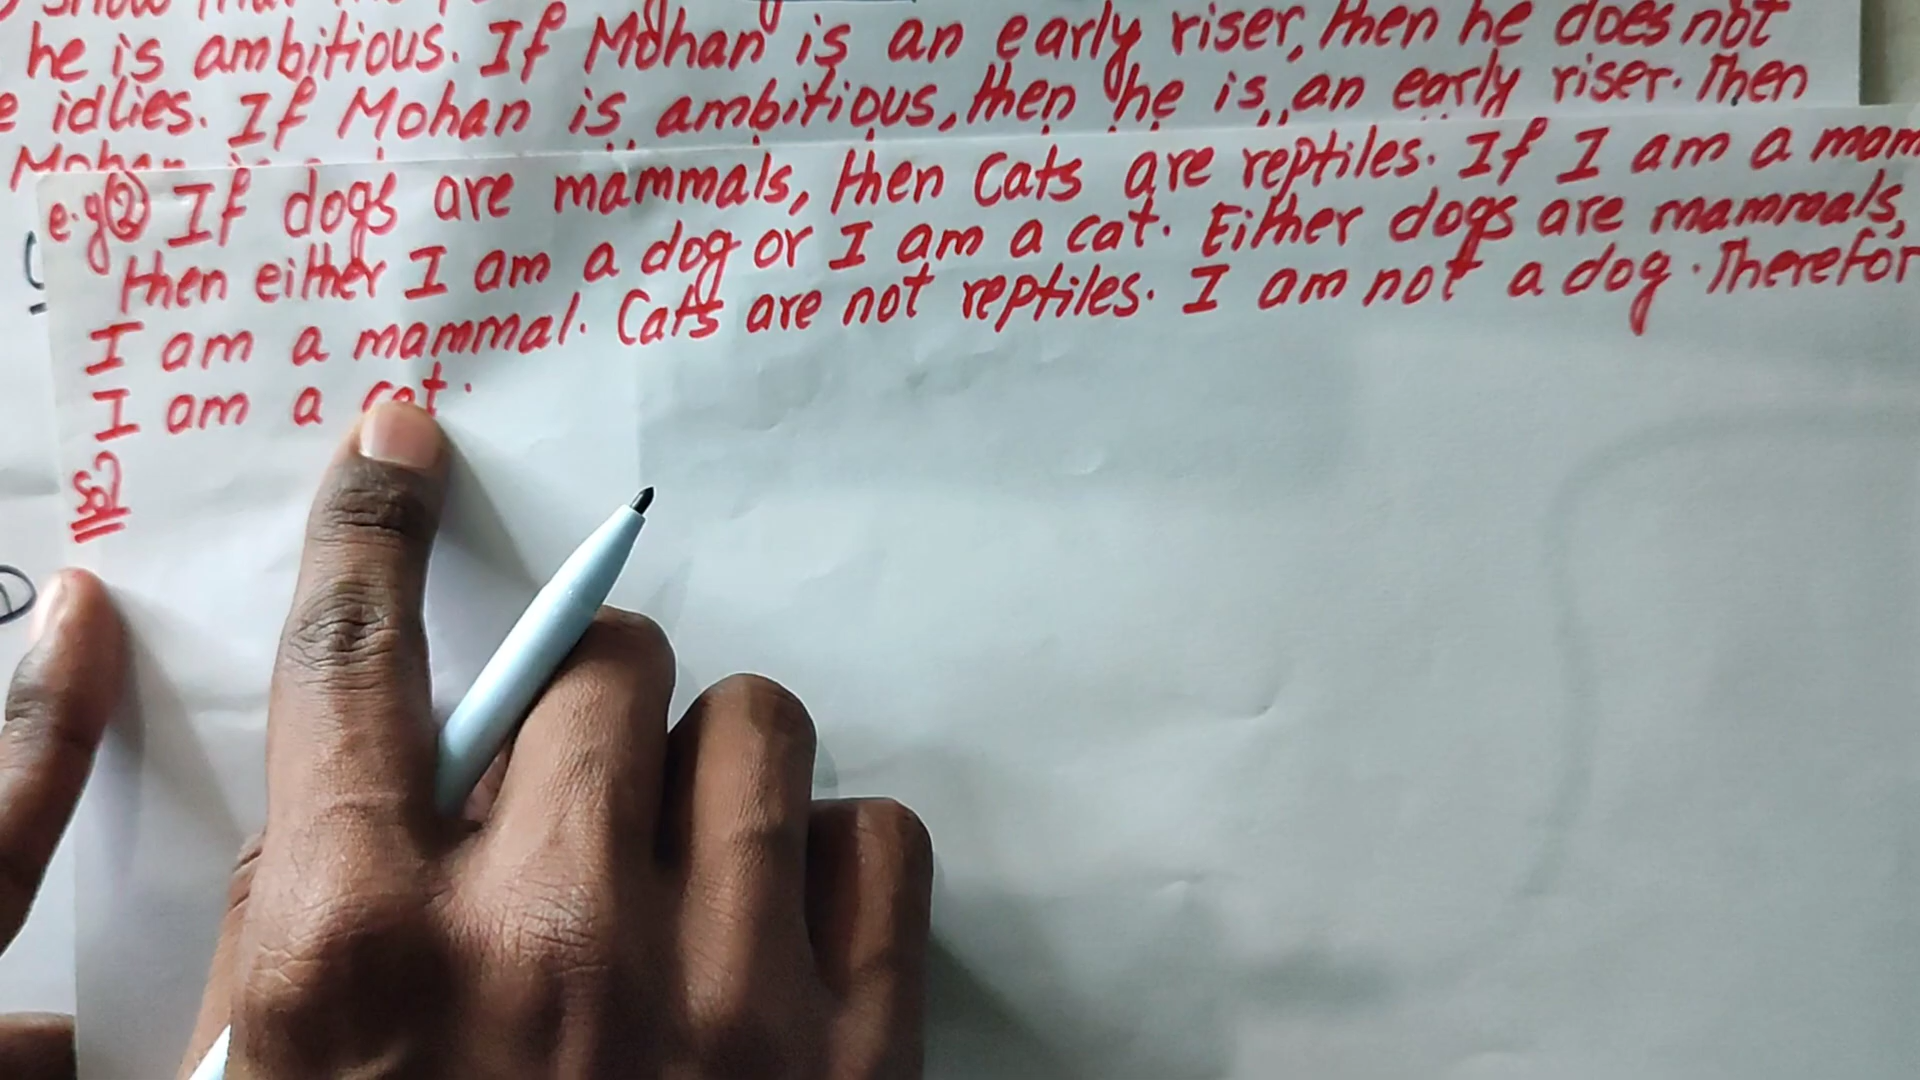 he is ambitious. If Mohan is an early riser, then he does not
idlies. If Mohan is ambitious, then he is an early riser. Then
Mohan
e.g② If dogs are mammals, then Cats are reptiles. If I am a mam
then either I am a dog or I am a cat. Either dogs are mammals,
I am a mammal. Cats are not reptiles. I am not a dog. Therefor
I am a cat.
Sol